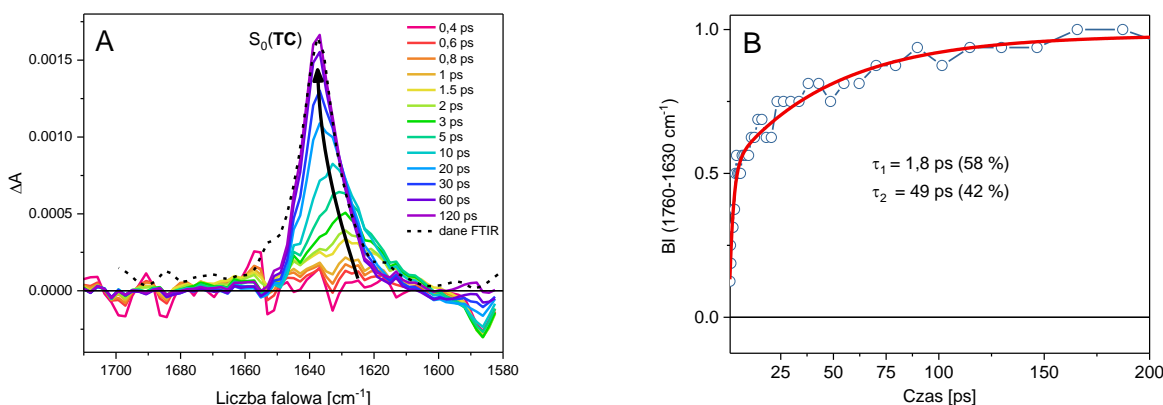 A
S₀(TC)
0,4 ps
0,6 ps
0,8 ps
1 ps
1.5 ps
2 ps
3 ps
5 ps
10 ps
20 ps
30 ps
60 ps
120 ps
dane FTIR
0.0015
0.0010
0.0005
0.0000
ΔA
1700 1680 1660 1640 1620 1600 1580
Liczba falowa [cm⁻¹]
B
1.0
0.5
0.0
BI (1760-1630 cm⁻¹)
τ₁ = 1,8 ps (58 %)
τ₂ = 49 ps (42 %)
25 50 75 100 125 150 175 200
Czas [ps]